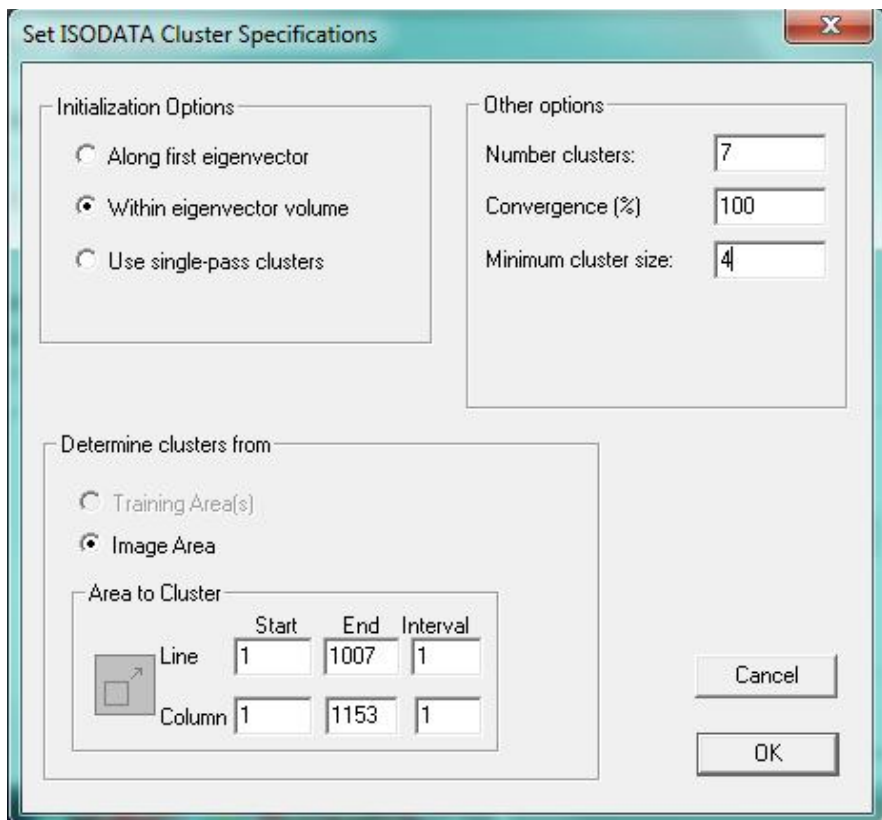 Set ISODATA Cluster Specifications
X
Initialization Options
Along first eigenvector
Within eigenvector volume
Use single-pass clusters
Other options
Number clusters: 7
Convergence (%) 100
Minimum cluster size: 4
Determine clusters from
Training Area(s)
Image Area
Area to Cluster
Start End Interval
Line 1 1007 1
Column 1 1153 1
Cancel
OK